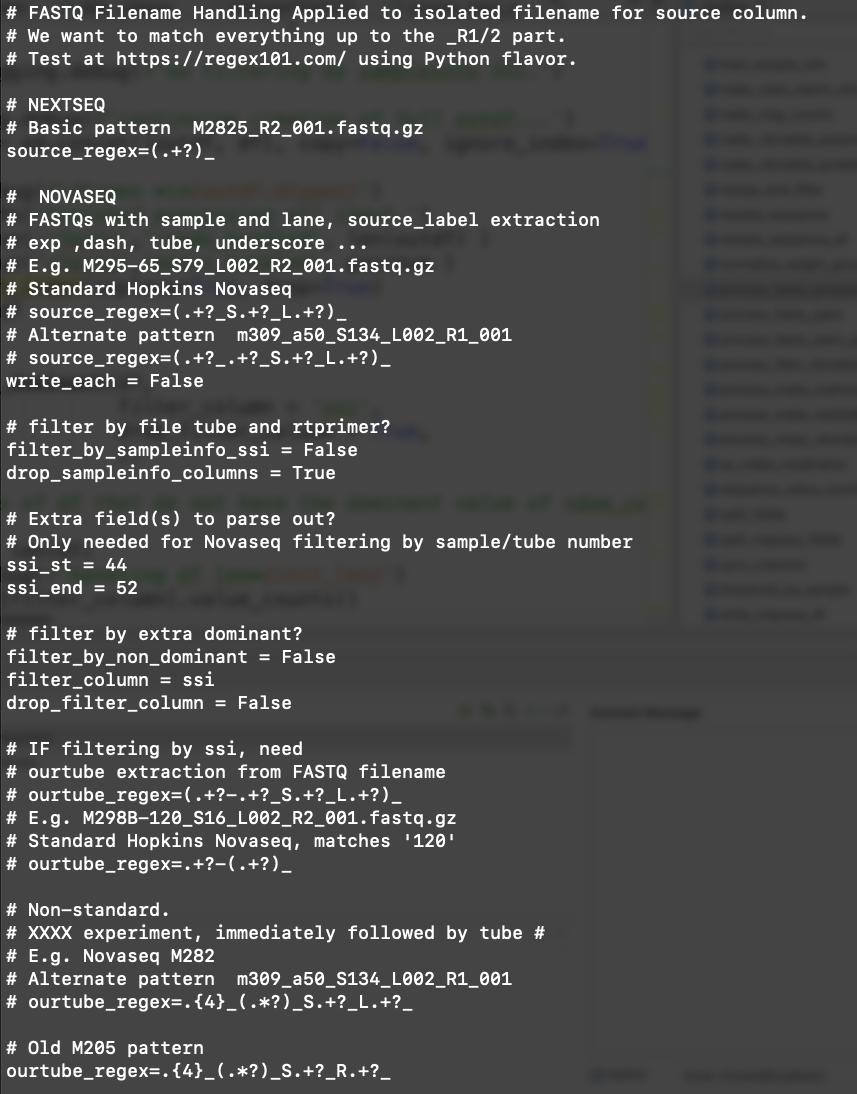 # FASTQ Filename Handling Applied to isolated filename for source column.
# We want to match everything up to the _R1/2 part.
# Test at https://regex101.com/ using Python flavor.
# NEXTSEQ
# Basic pattern  M2825_R2_001.fastq.gz
source_regex=(.+?)_
#  NOVASEQ
# FASTQs with sample and lane, source_label extraction
# exp ,dash, tube, underscore ...
# E.g. M295-65_S79_L002_R2_001.fastq.gz
# Standard Hopkins Novaseq
# source_regex=(.+?_S.+?_L.+?)_
# Alternate pattern  m309_a50_S134_L002_R1_001
# source_regex=(.+?_.+?_S.+?_L.+?)_
write_each = False
# filter by file tube and rtprimer?
filter_by_sampleinfo_ssi = False
drop_sampleinfo_columns = True
# Extra field(s) to parse out?
# Only needed for Novaseq filtering by sample/tube number
ssi_st = 44
ssi_end = 52
# filter by extra dominant?
filter_by_non_dominant = False
filter_column = ssi
drop_filter_column = False
# IF filtering by ssi, need
# ourtube extraction from FASTQ filename
# ourtube_regex=(.+?-.+?_S.+?_L.+?)_
# E.g. M298B-120_S16_L002_R2_001.fastq.gz
# Standard Hopkins Novaseq, matches '120'
# ourtube_regex=.+?-(.+?)_
# Non-standard.
# XXXX experiment, immediately followed by tube #
# E.g. Novaseq M282
# Alternate pattern  m309_a50_S134_L002_R1_001
# ourtube_regex=.{4}_(.*?)_S.+?_L.+?_
# Old M205 pattern
ourtube_regex=.{4}_(.*?)_S.+?_R.+?_